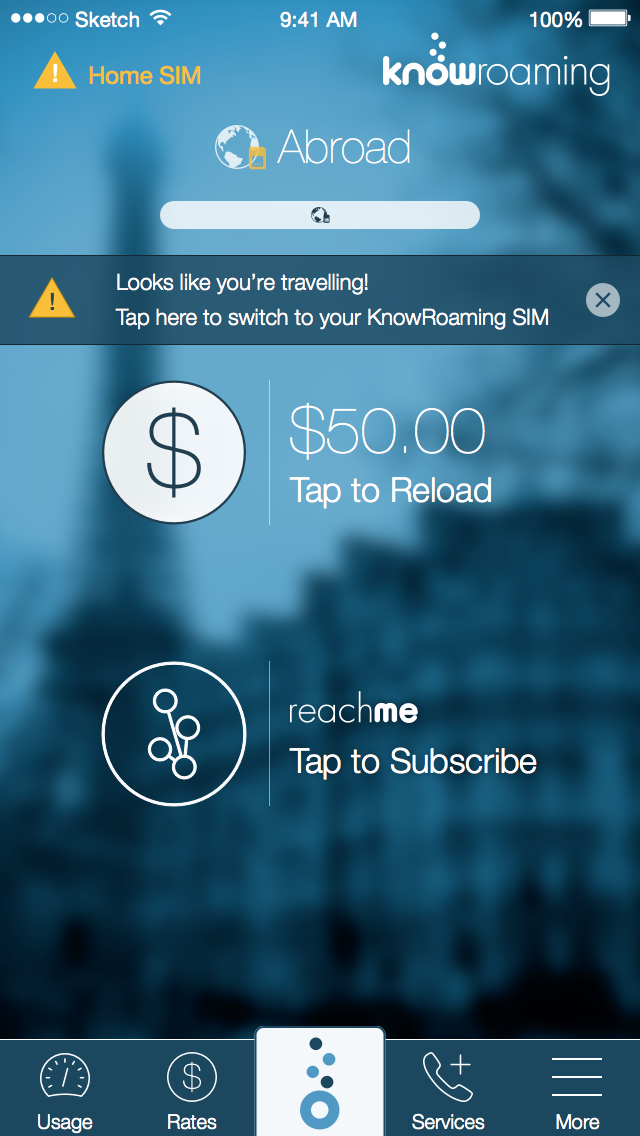 Sketch 9:41 AM 100%
Home SIM
knowroaming
Abroad
Looks like you're travelling!
Tap here to switch to your KnowRoaming SIM
$
$50.00
Tap to Reload
reachme
Tap to Subscribe
$
Usage Rates Services More